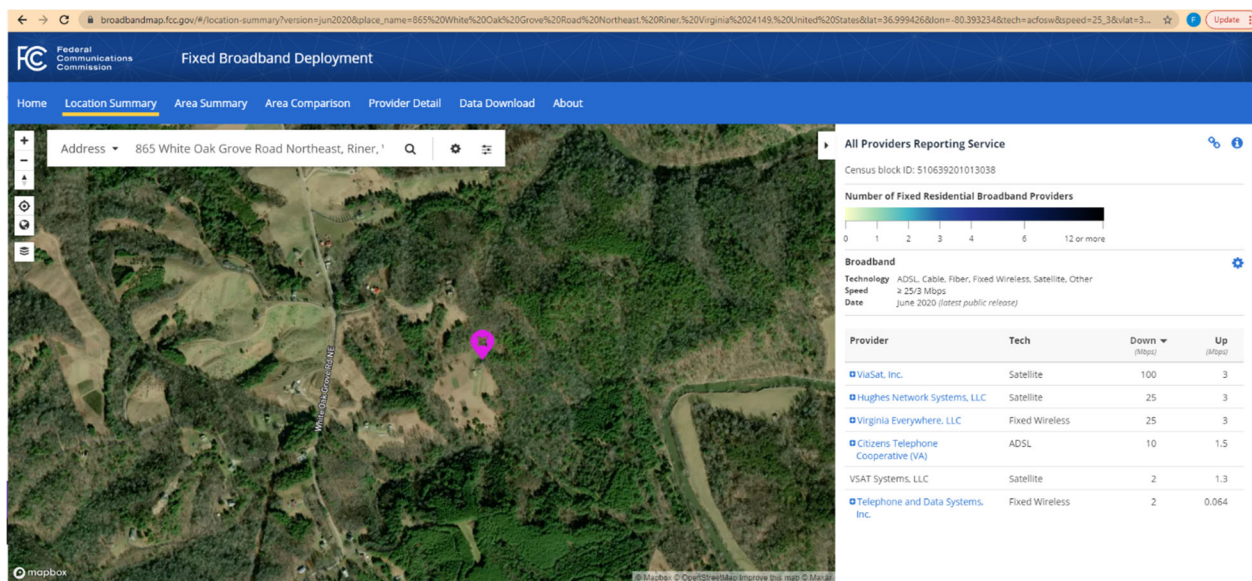 broadbandmap.fcc.gov/#/location-summary?version=jun2020&place_name=865%20White%20Oak%20Grove%20Road%20Northeast,%20Riner,%20Virginia%2024149,%20United%20States&lat=36.999426&lon=-80.393234&tech=acfosw&speed=25_3&vlat=3...
F
Update
FCC
Federal
Communications
Commission
Fixed Broadband Deployment
Home Location Summary Area Summary Area Comparison Provider Detail Data Download About
Address 865 White Oak Grove Road Northeast, Riner,
White Oak Grove Rd NE
mapbox
© Mapbox © OpenStreetMap Improve this map © Maxar
All Providers Reporting Service
Census block ID: 510639201013038
Number of Fixed Residential Broadband Providers
0 1 2 3 4 6 12 or more
Broadband
Technology ADSL, Cable, Fiber, Fixed Wireless, Satellite, Other
Speed ≥ 25/3 Mbps
Date June 2020 (latest public release)
Provider Tech Down Up
(Mbps) (Mbps)
ViaSat, Inc. Satellite 100 3
Hughes Network Systems, LLC Satellite 25 3
Virginia Everywhere, LLC Fixed Wireless 25 3
Citizens Telephone ADSL 10 1.5
Cooperative (VA)
VSAT Systems, LLC Satellite 2 1.3
Telephone and Data Systems, Fixed Wireless 2 0.064
Inc.